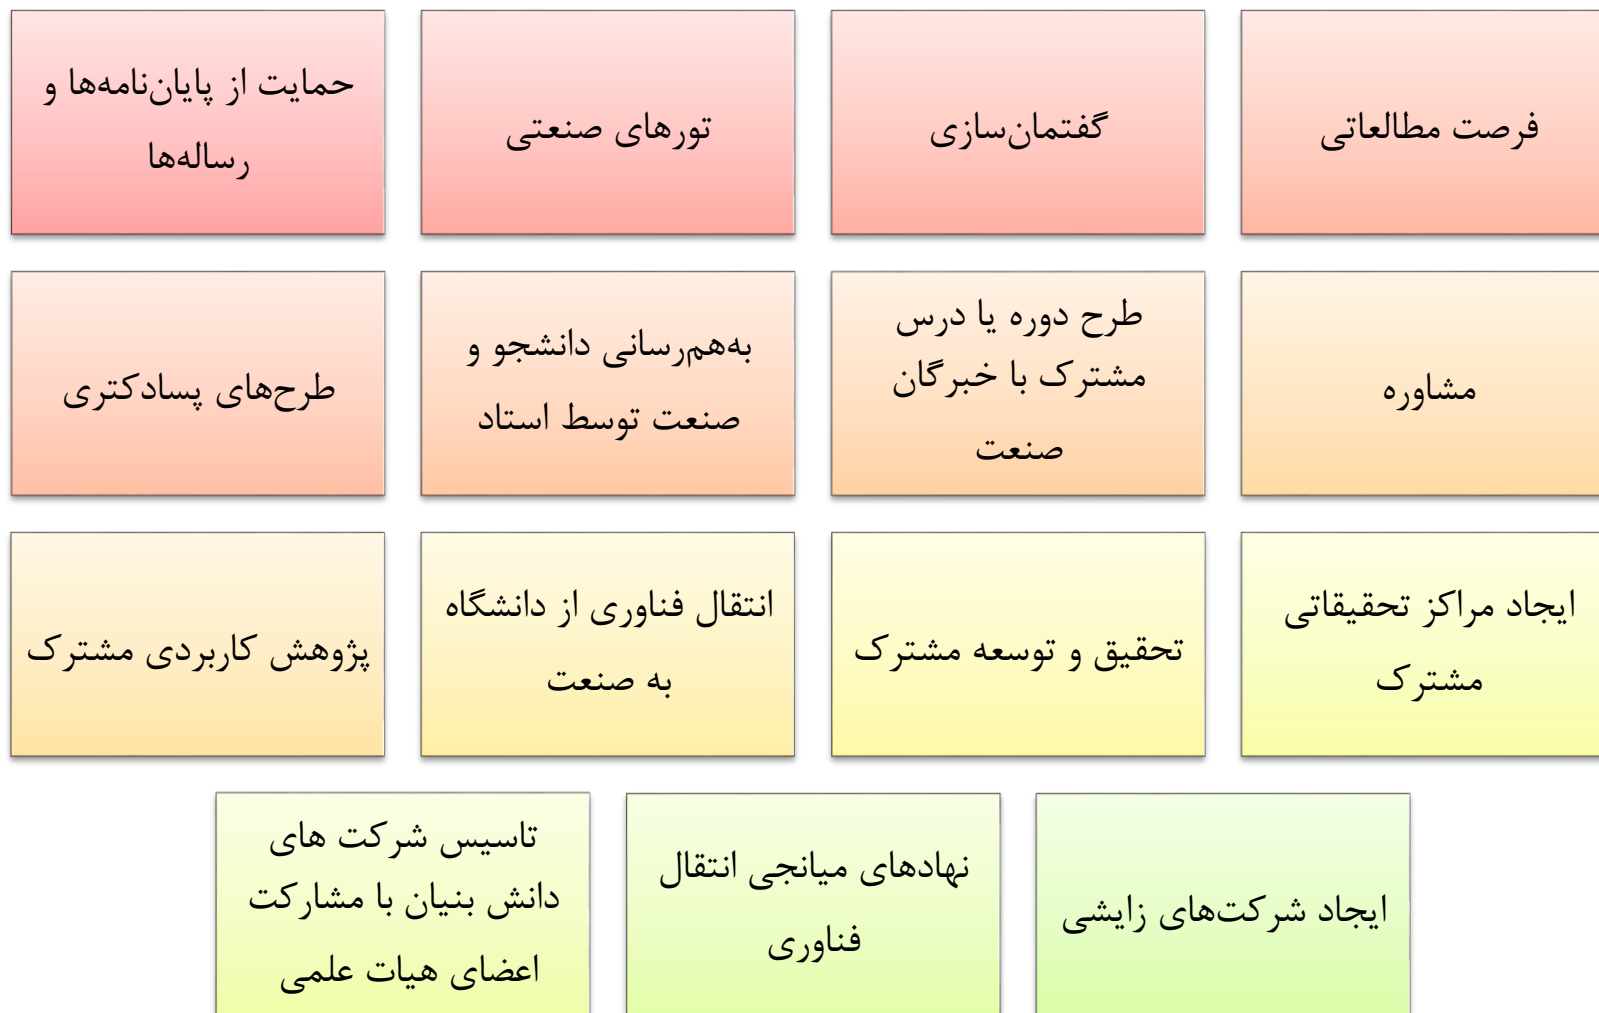 فرصت مطالعاتی
گفتمان‌سازی
تورهای صنعتی
حمایت از پایان‌نامه‌ها و
رساله‌ها
مشاوره
طرح دوره یا درس
مشترک با خبرگان
صنعت
به‌هم‌رسانی دانشجو و
صنعت توسط استاد
طرح‌های پسادکتری
ایجاد مراکز تحقیقاتی
مشترک
تحقیق و توسعه مشترک
انتقال فناوری از دانشگاه
به صنعت
پژوهش کاربردی مشترک
ایجاد شرکت‌های زایشی
نهادهای میانجی انتقال
فناوری
تاسیس شرکت های
دانش بنیان با مشارکت
اعضای هیات علمی